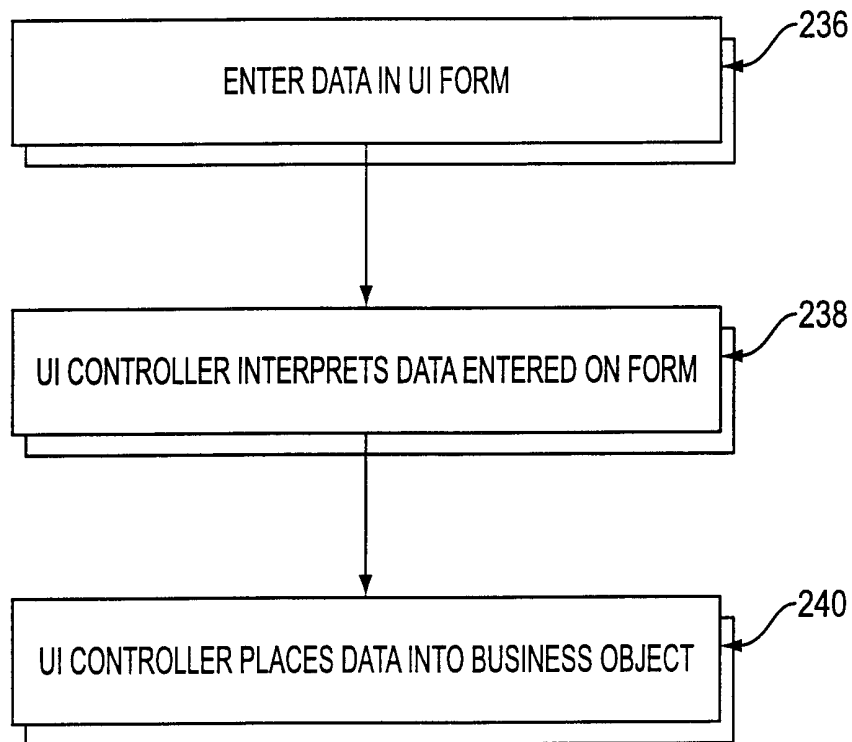 236
ENTER DATA IN UI FORM
238
UI CONTROLLER INTERPRETS DATA ENTERED ON FORM
240
UI CONTROLLER PLACES DATA INTO BUSINESS OBJECT